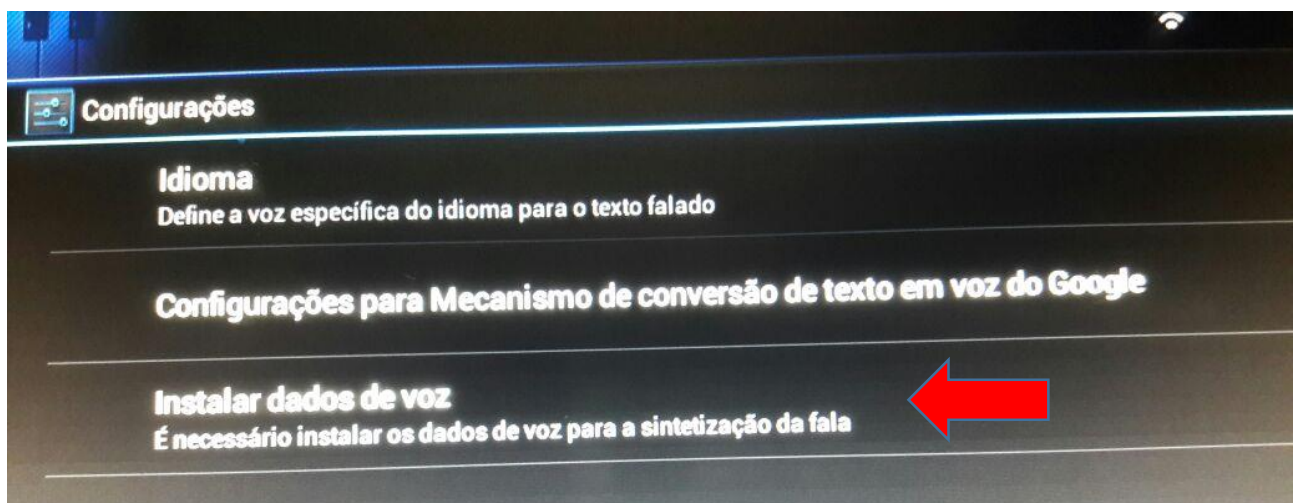 Configurações
Idioma
Define a voz específica do idioma para o texto falado
Configurações para Mecanismo de conversão de texto em voz do Google
Instalar dados de voz
É necessário instalar os dados de voz para a sintetização da fala